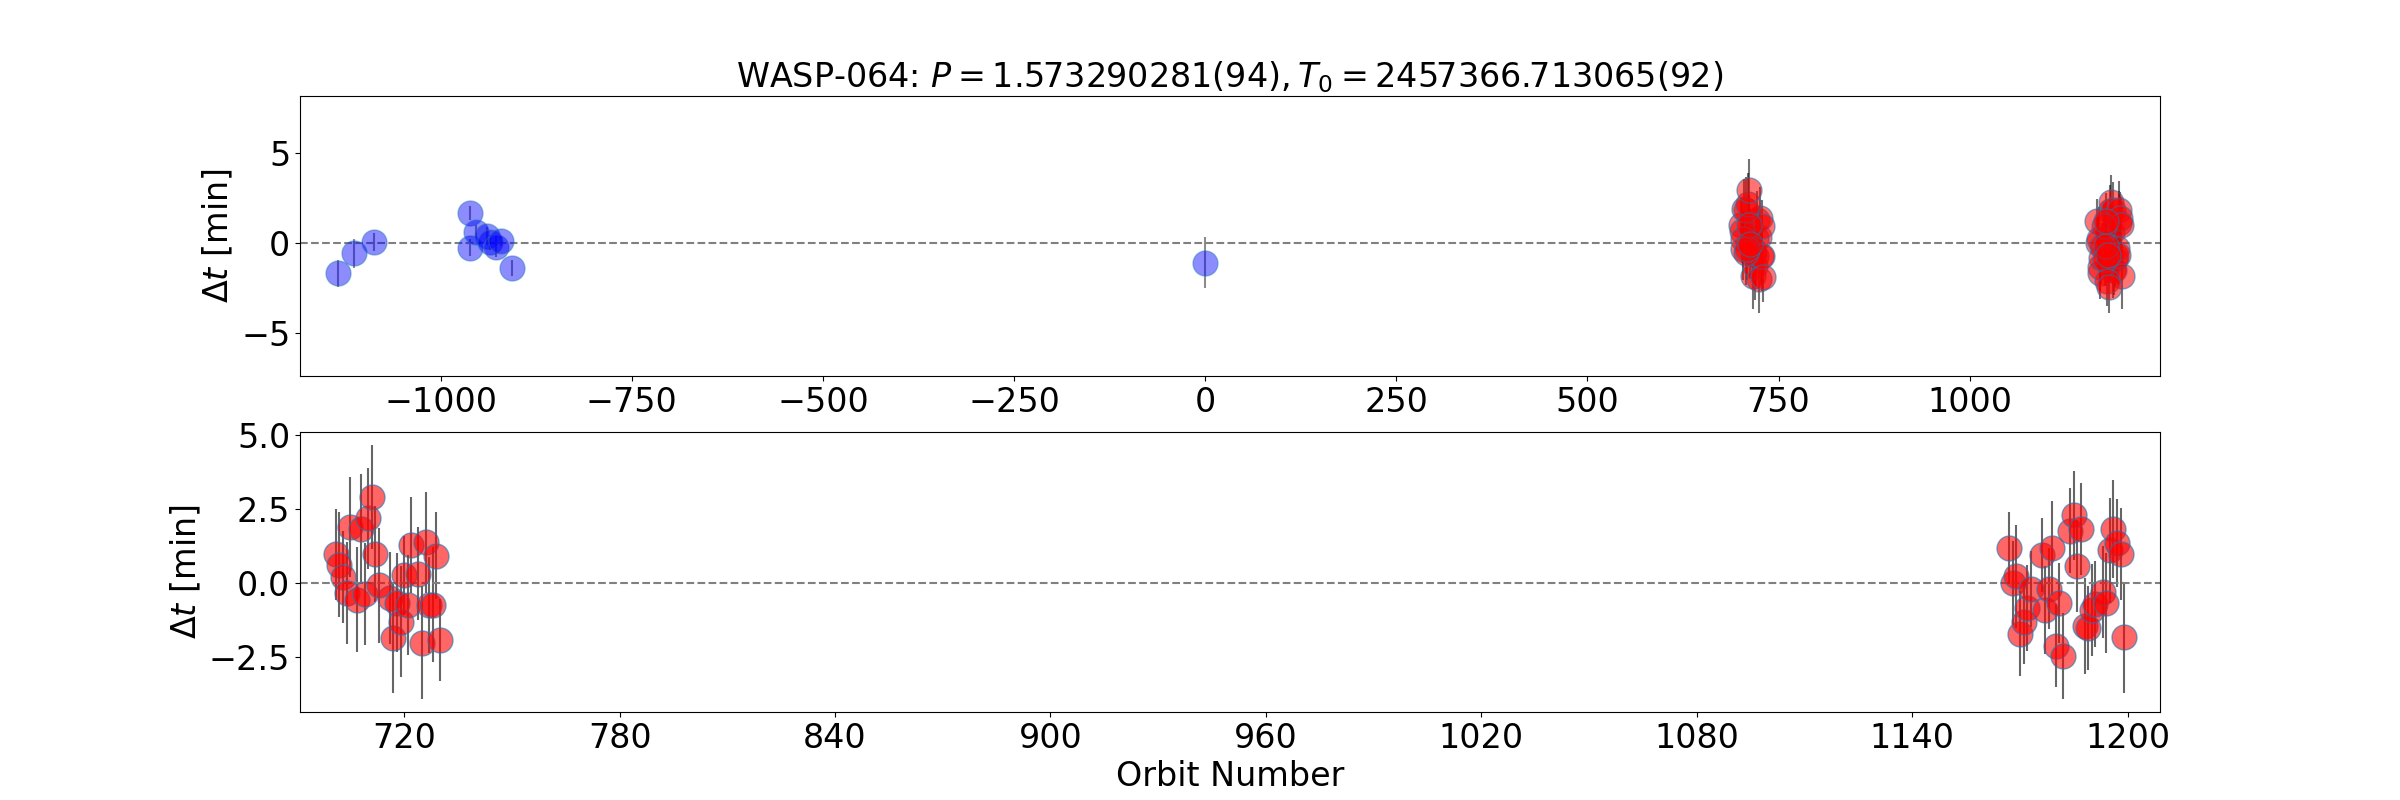 WASP-064: P = 1.573290281(94), T₀ = 2457366.713065(92)
Δt [min]
5
0
−5
−1000 −750 −500 −250 0 250 500 750 1000
Δt [min]
5.0
2.5
0.0
−2.5
720 780 840 900 960 1020 1080 1140 1200
Orbit Number